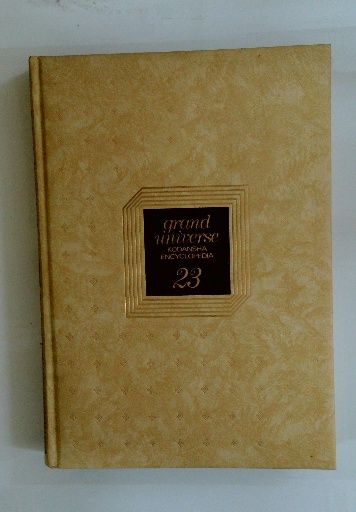 grand
universe
KODANSHA
ENCYCLOPEDIA
23